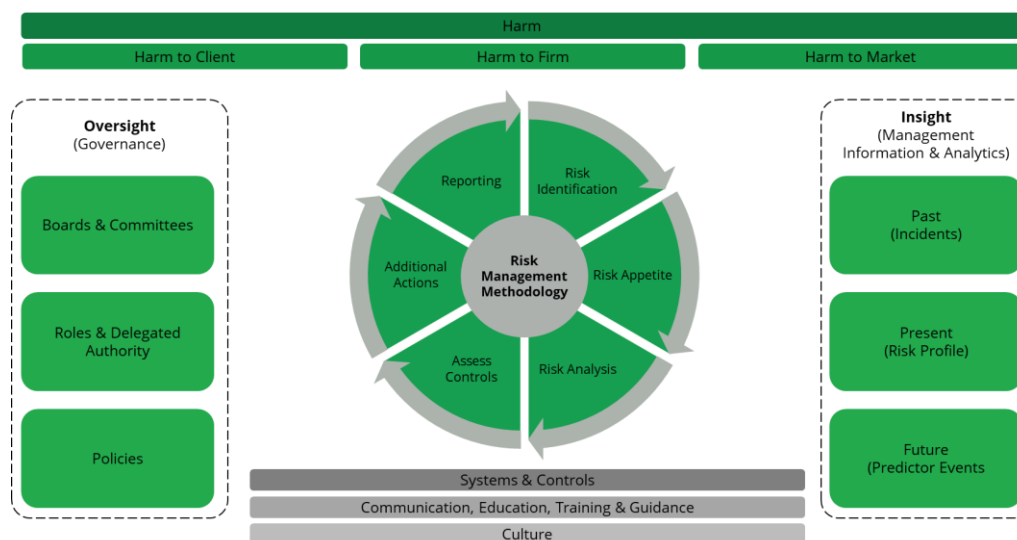 Harm
Harm to Client
Harm to Firm
Harm to Market
Oversight
(Governance)
Boards & Committees
Roles & Delegated
Authority
Policies
Reporting
Risk
Identification
Additional
Actions
Risk
Management
Methodology
Risk Appetite
Assess
Controls
Risk Analysis
Insight
(Management
Information & Analytics)
Past
(Incidents)
Present
(Risk Profile)
Future
(Predictor Events
Systems & Controls
Communication, Education, Training & Guidance
Culture